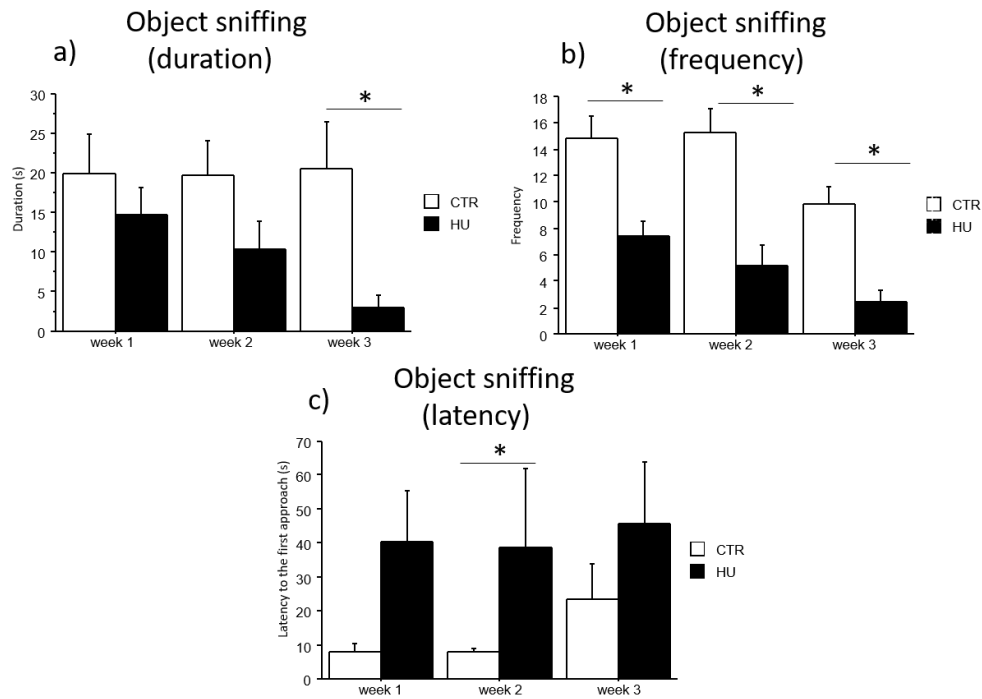 Object sniffing
(duration)
a)
30
25
20
15
10
5
0
Duration (s)
*
week 1
week 2
week 3
CTR
HU
Object sniffing
(frequency)
b)
18
16
14
12
10
8
6
4
2
0
Frequency
*
*
*
week 1
week 2
week 3
CTR
HU
Object sniffing
(latency)
c)
70
60
50
40
30
20
10
0
Latency to the first approach (s)
*
week 1
week 2
week 3
CTR
HU